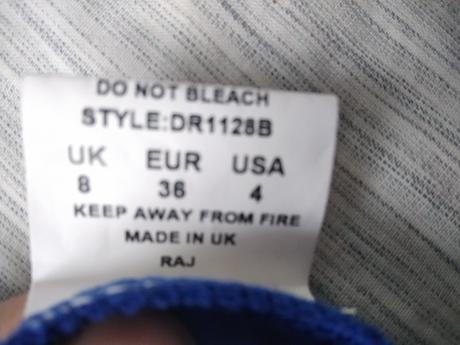 DO NOT BLEACH
STYLE:DR1128B
UK EUR USA
8 36 4
KEEP AWAY FROM FIRE
MADE IN UK
RAJ